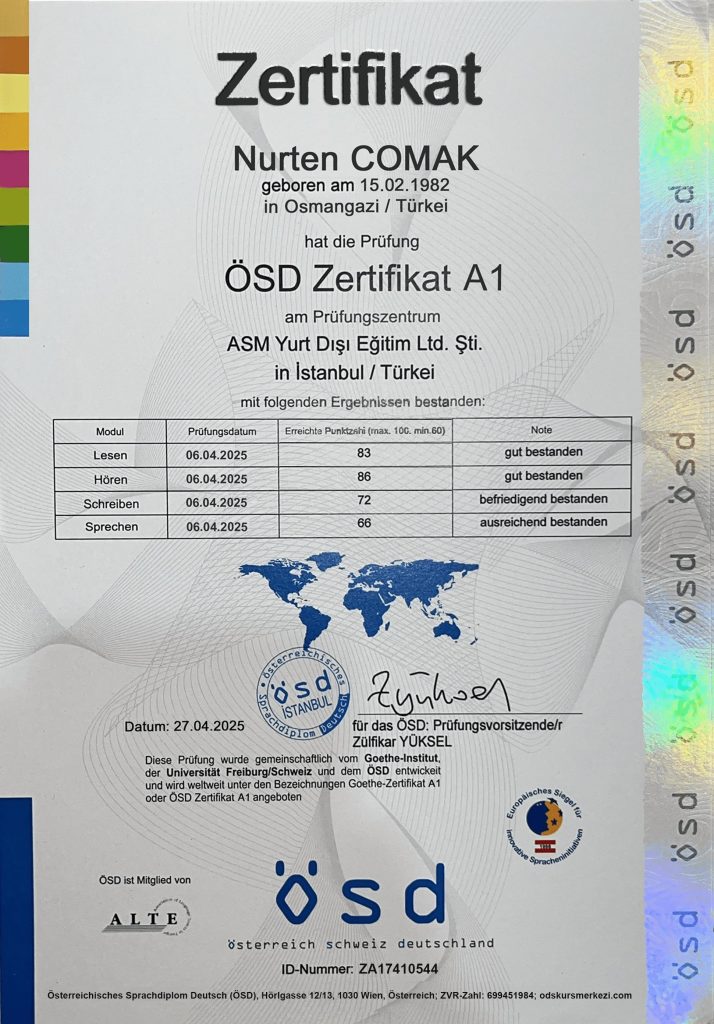 Zertifikat
Nurten COMAK
geboren am 15.02.1982
in Osmangazi / Türkei
hat die Prüfung
ÖSD Zertifikat A1
am Prüfungszentrum
ASM Yurt Dışı Eğitim Ltd. Şti.
in İstanbul / Türkei
mit folgenden Ergebnissen bestanden:
Modul Prüfungsdatum Erreichte Punktzahl (max. 100. min.60) Note
Lesen 06.04.2025 83 gut bestanden
Hören 06.04.2025 86 gut bestanden
Schreiben 06.04.2025 72 befriedigend bestanden
Sprechen 06.04.2025 66 ausreichend bestanden
Österreichisches
ösd
İSTANBUL
Sprachdiplom Deutsch
Datum: 27.04.2025
für das ÖSD: Prüfungsvorsitzende/r
Zülfikar YÜKSEL
Diese Prüfung wurde gemeinschaftlich vom Goethe-Institut,
der Universität Freiburg/Schweiz und dem ÖSD entwickeit
und wird weltweit unter den Bezeichnungen Goethe-Zertifikat A1
oder ÖSD Zertifikat A1 angeboten
Europäisches Siegel für
innovative Spracheninitiativen
ÖSD ist Mitglied von
ALTE
ösd
österreich schweiz deutschland
ID-Nummer: ZA17410544
Österreichisches Sprachdiplom Deutsch (ÖSD), Hörlgasse 12/13, 1030 Wien, Österreich; ZVR-Zahl: 699451984; odskursmerkezi.com
ösd
ösd
ösd
ösd
ösd
ösd
ösd
ösd